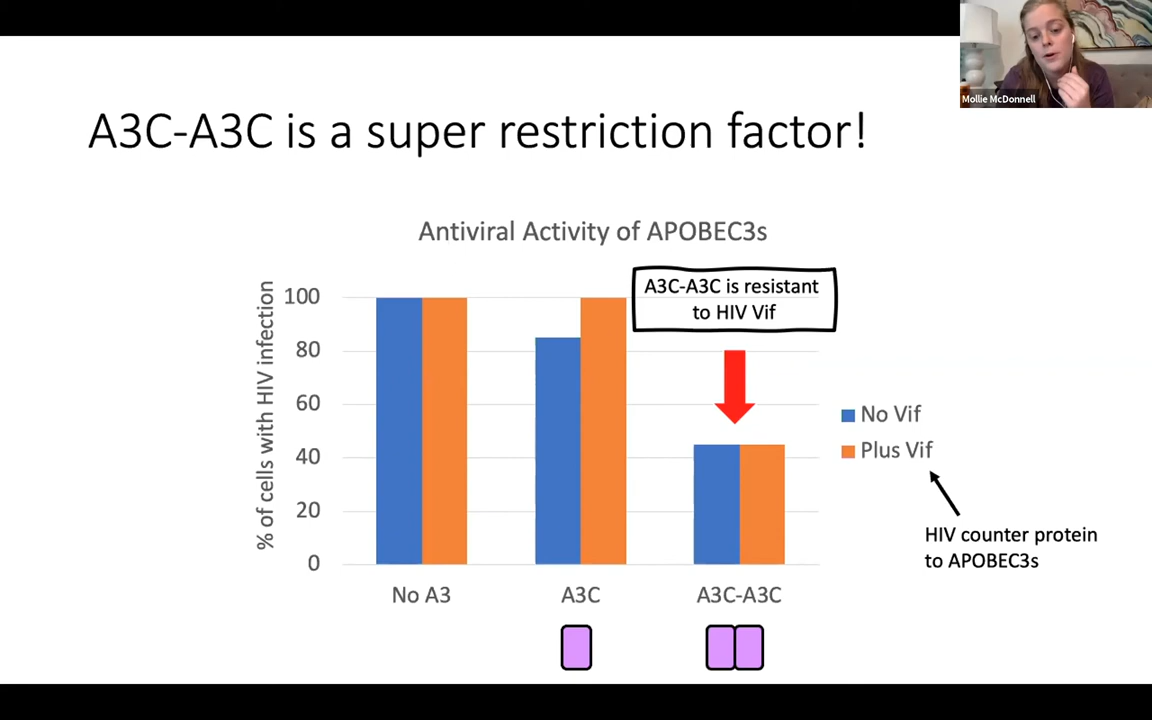 Mollie McDonnell
A3C-A3C is a super restriction factor!
Antiviral Activity of APOBEC3s
A3C-A3C is resistant
to HIV Vif
% of cells with HIV infection
100
80
60
40
20
0
No A3
A3C
A3C-A3C
No Vif
Plus Vif
HIV counter protein
to APOBEC3s